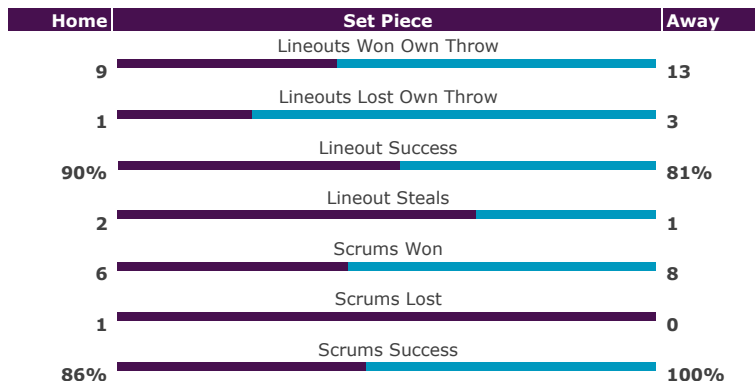 Home Set Piece Away
Lineouts Won Own Throw
9 13
Lineouts Lost Own Throw
1 3
Lineout Success
90% 81%
Lineout Steals
2 1
Scrums Won
6 8
Scrums Lost
1 0
Scrums Success
86% 100%